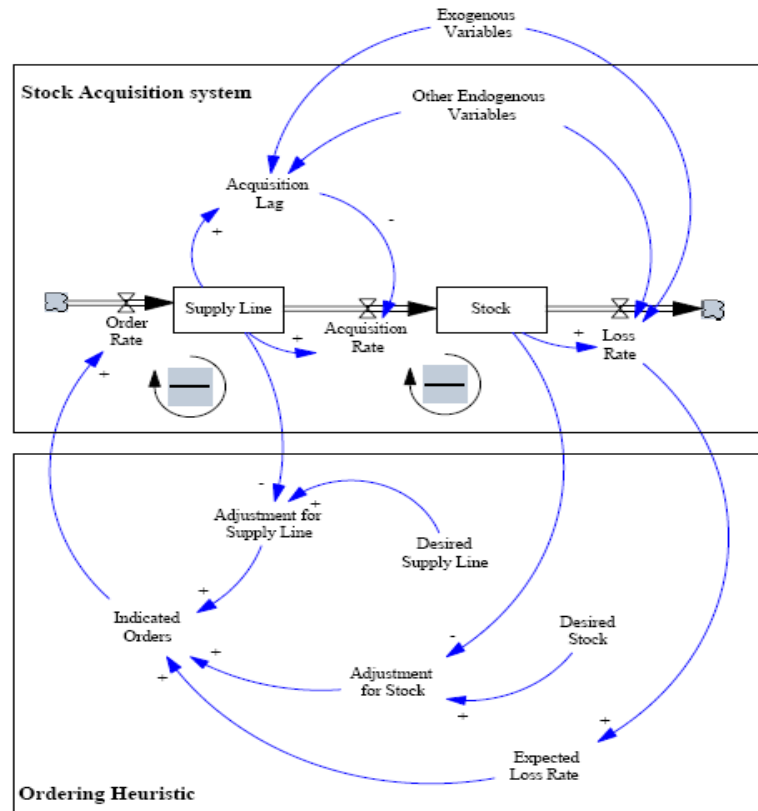 Exogenous
Variables
Stock Acquisition system
Other Endogenous
Variables
Acquisition
Lag
-
+
Order
Rate
Supply Line
+
Acquisition
Rate
Stock
+
Loss
Rate
+
-
+
Adjustment for
Supply Line
Desired
Supply Line
+
Indicated
Orders
Desired
Stock
-
+
+
Adjustment
for Stock
+
+
Expected
Loss Rate
Ordering Heuristic